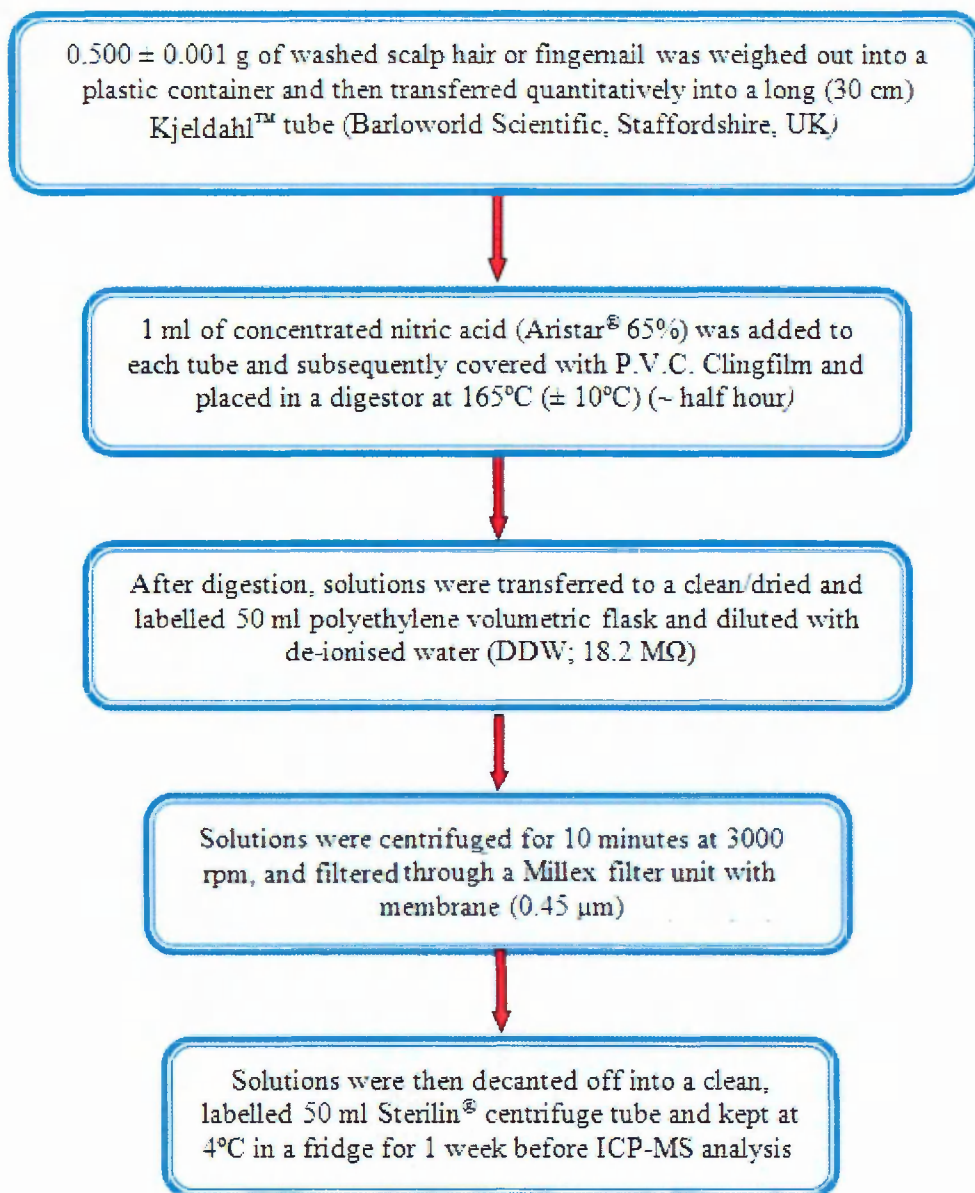 0.500 ± 0.001 g of washed scalp hair or fingernail was weighed out into a
plastic container and then transferred quantitatively into a long (30 cm)
Kjeldahl™ tube (Barloworld Scientific, Staffordshire, UK)
1 ml of concentrated nitric acid (Aristar® 65%) was added to
each tube and subsequently covered with P.V.C. Clingfilm and
placed in a digestor at 165ºC (± 10ºC) (~ half hour)
After digestion, solutions were transferred to a clean/dried and
labelled 50 ml polyethylene volumetric flask and diluted with
de-ionised water (DDW; 18.2 MΩ)
Solutions were centrifuged for 10 minutes at 3000
rpm, and filtered through a Millex filter unit with
membrane (0.45 µm)
Solutions were then decanted off into a clean,
labelled 50 ml Sterilin® centrifuge tube and kept at
4ºC in a fridge for 1 week before ICP-MS analysis